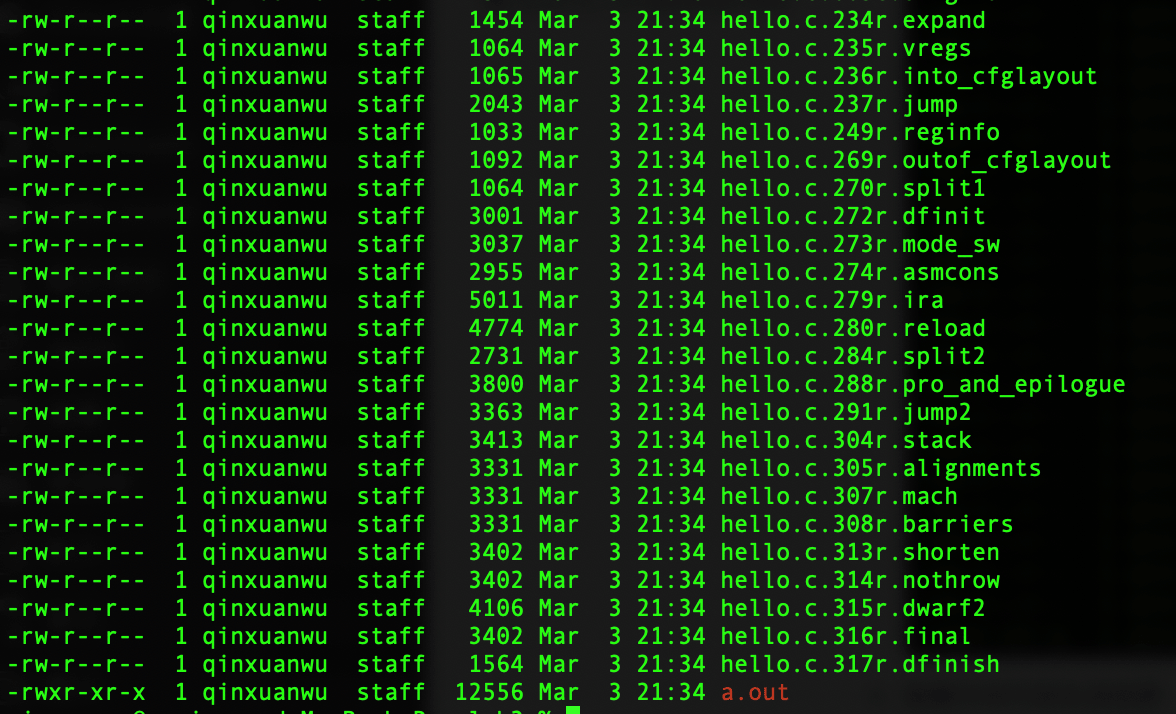 -rw-r--r--  1 qinxuanwu  staff   1454 Mar  3 21:34 hello.c.234r.expand
-rw-r--r--  1 qinxuanwu  staff   1064 Mar  3 21:34 hello.c.235r.vregs
-rw-r--r--  1 qinxuanwu  staff   1065 Mar  3 21:34 hello.c.236r.into_cfglayout
-rw-r--r--  1 qinxuanwu  staff   2043 Mar  3 21:34 hello.c.237r.jump
-rw-r--r--  1 qinxuanwu  staff   1033 Mar  3 21:34 hello.c.249r.reginfo
-rw-r--r--  1 qinxuanwu  staff   1092 Mar  3 21:34 hello.c.269r.outof_cfglayout
-rw-r--r--  1 qinxuanwu  staff   1064 Mar  3 21:34 hello.c.270r.split1
-rw-r--r--  1 qinxuanwu  staff   3001 Mar  3 21:34 hello.c.272r.dfinit
-rw-r--r--  1 qinxuanwu  staff   3037 Mar  3 21:34 hello.c.273r.mode_sw
-rw-r--r--  1 qinxuanwu  staff   2955 Mar  3 21:34 hello.c.274r.asmcons
-rw-r--r--  1 qinxuanwu  staff   5011 Mar  3 21:34 hello.c.279r.ira
-rw-r--r--  1 qinxuanwu  staff   4774 Mar  3 21:34 hello.c.280r.reload
-rw-r--r--  1 qinxuanwu  staff   2731 Mar  3 21:34 hello.c.284r.split2
-rw-r--r--  1 qinxuanwu  staff   3800 Mar  3 21:34 hello.c.288r.pro_and_epilogue
-rw-r--r--  1 qinxuanwu  staff   3363 Mar  3 21:34 hello.c.291r.jump2
-rw-r--r--  1 qinxuanwu  staff   3413 Mar  3 21:34 hello.c.304r.stack
-rw-r--r--  1 qinxuanwu  staff   3331 Mar  3 21:34 hello.c.305r.alignments
-rw-r--r--  1 qinxuanwu  staff   3331 Mar  3 21:34 hello.c.307r.mach
-rw-r--r--  1 qinxuanwu  staff   3331 Mar  3 21:34 hello.c.308r.barriers
-rw-r--r--  1 qinxuanwu  staff   3402 Mar  3 21:34 hello.c.313r.shorten
-rw-r--r--  1 qinxuanwu  staff   3402 Mar  3 21:34 hello.c.314r.nothrow
-rw-r--r--  1 qinxuanwu  staff   4106 Mar  3 21:34 hello.c.315r.dwarf2
-rw-r--r--  1 qinxuanwu  staff   3402 Mar  3 21:34 hello.c.316r.final
-rw-r--r--  1 qinxuanwu  staff   1564 Mar  3 21:34 hello.c.317r.dfinish
-rwxr-xr-x  1 qinxuanwu  staff  12556 Mar  3 21:34 a.out